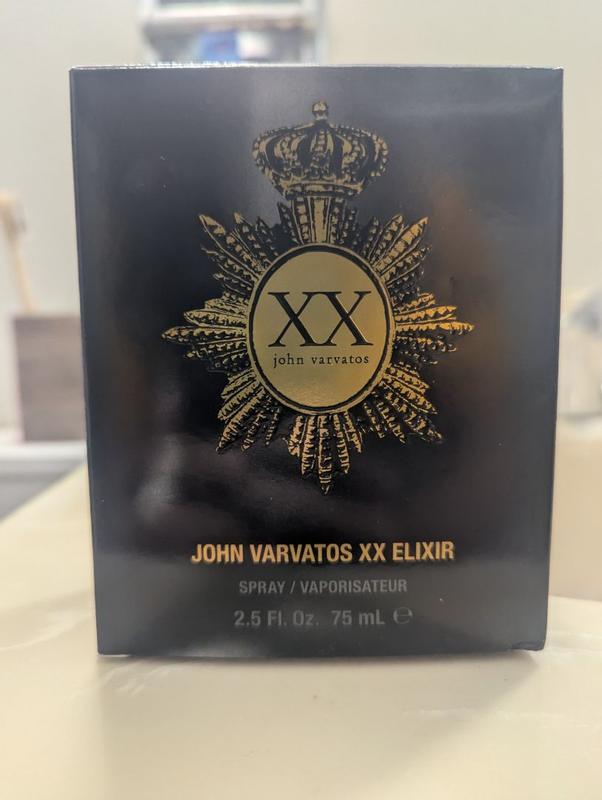 XX
john varvatos
JOHN VARVATOS XX ELIXIR
SPRAY / VAPORISATEUR
2.5 Fl. Oz. 75 mL ℮